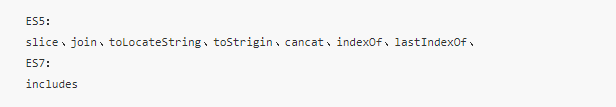 ES5:
slice、join、toLocateString、toStrigin、cancat、indexOf、lastIndexOf、
ES7:
includes